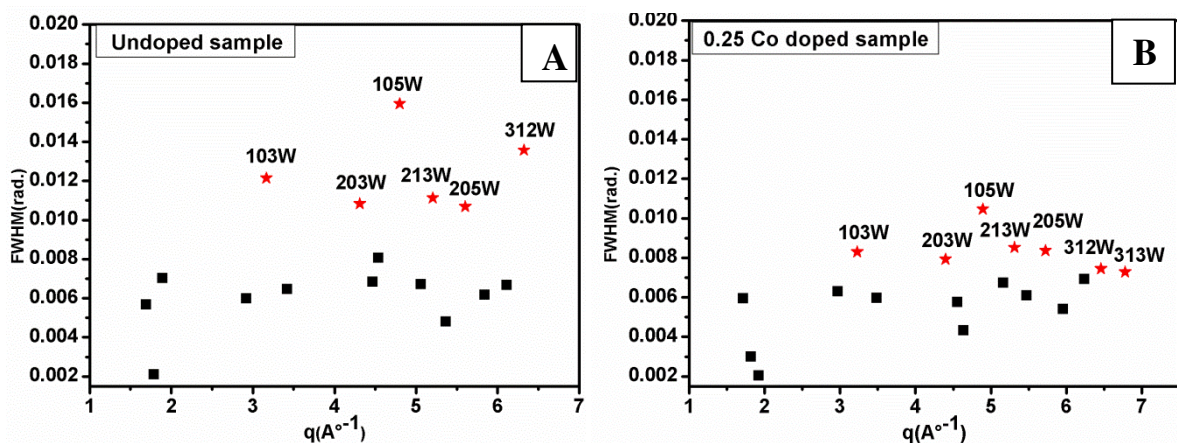 Undoped sample
A
0.020
0.018
0.016
0.014
0.012
0.010
0.008
0.006
0.004
0.002
FWHM(rad.)
105W
312W
103W
203W
213W
205W
1 2 3 4 5 6 7
q(A°⁻¹)
0.25 Co doped sample
B
0.020
0.018
0.016
0.014
0.012
0.010
0.008
0.006
0.004
0.002
FWHM(rad.)
105W
103W
203W
213W
205W
312W
313W
1 2 3 4 5 6 7
q(A°⁻¹)